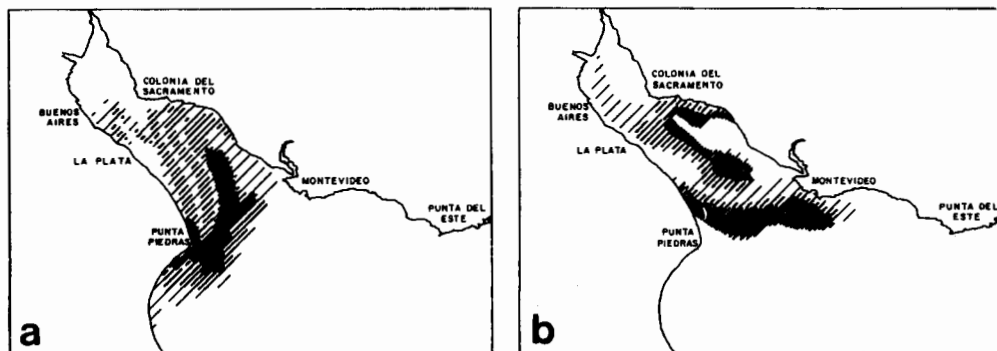 COLONIA DEL
SACRAMENTO
BUENOS
AIRES
LA PLATA
MONTEVIDEO
PUNTA DEL
ESTE
PUNTA
PIEDRAS
a
COLONIA DEL
SACRAMENTO
BUENOS
AIRES
LA PLATA
MONTEVIDEO
PUNTA DEL
ESTE
PUNTA
PIEDRAS
b